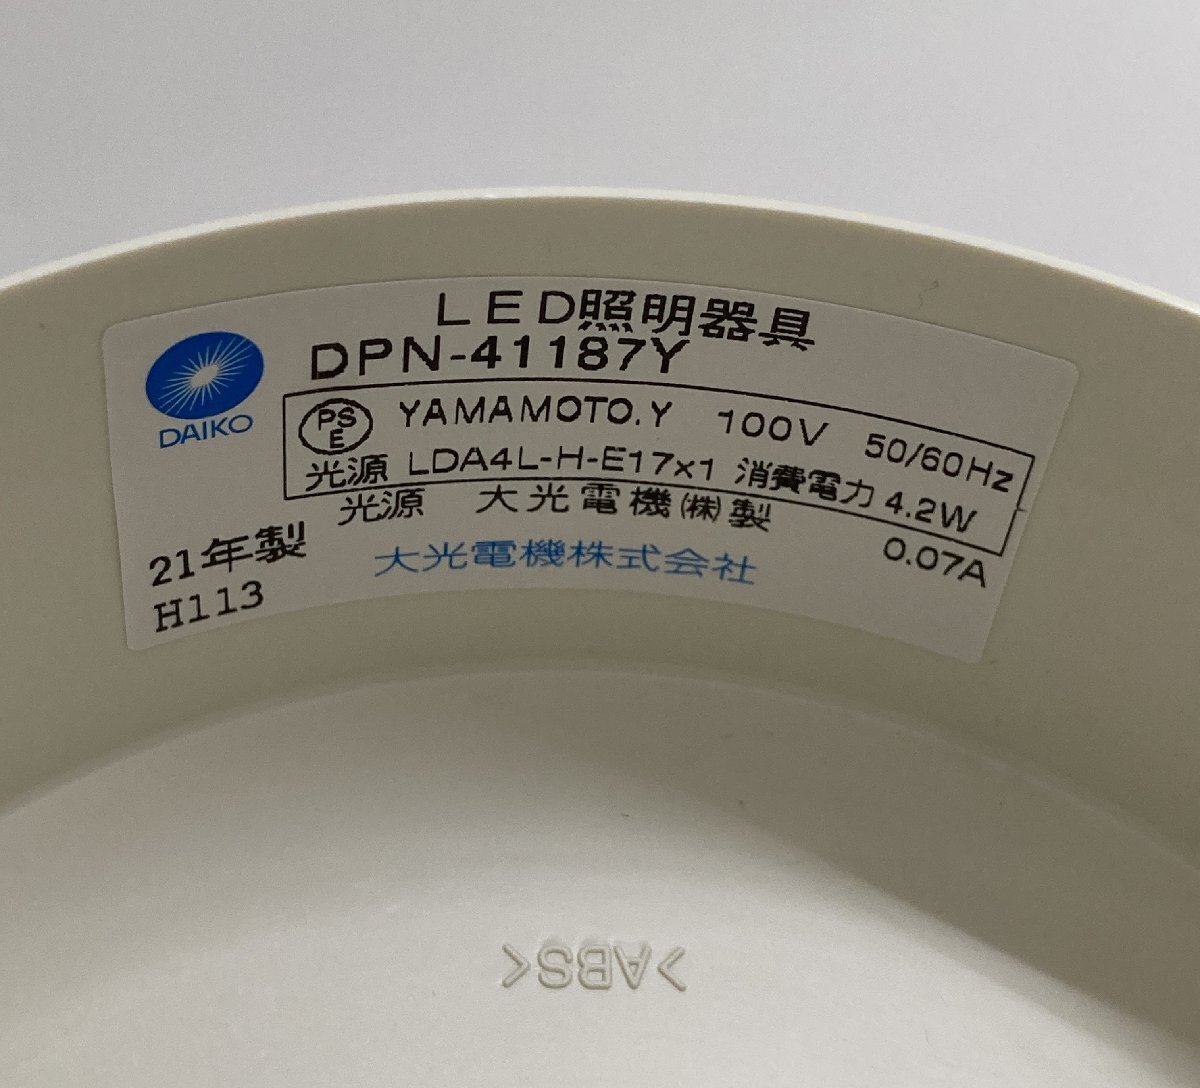 LED照明器具
DPN-41187Y
DAIKO
PS E YAMAMOTO.Y 100V 50/60Hz
光源 LDA4L-H-E17x1 消費電力 4.2W
光源 大光電機㈱製 0.07A
21年製 大光電機株式会社
H113
>ABS<